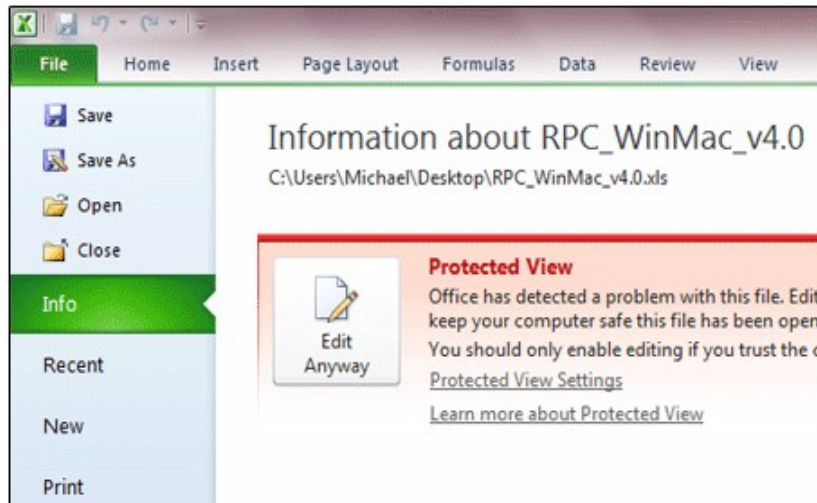 File Home Insert Page Layout Formulas Data Review View
Save
Save As
Open
Close
Info
Recent
New
Print
Information about RPC_WinMac_v4.0
C:\Users\Michael\Desktop\RPC_WinMac_v4.0.xls
Edit
Anyway
Protected View
Office has detected a problem with this file. Edit
keep your computer safe this file has been open
You should only enable editing if you trust the
Protected View Settings
Learn more about Protected View